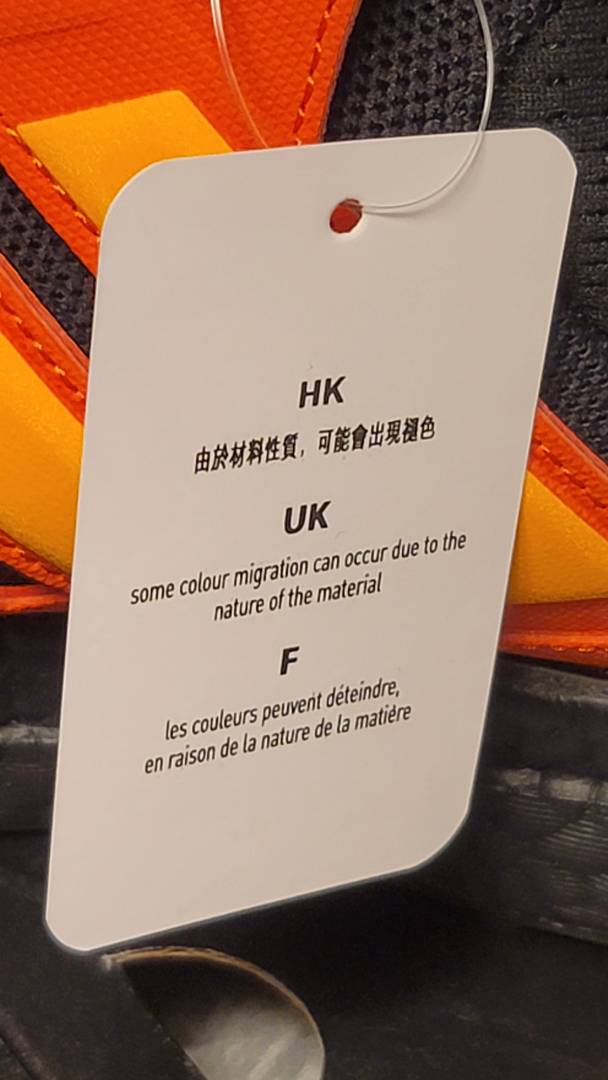 HK
由於材料性質，可能會出現褪色
UK
some colour migration can occur due to the
nature of the material
F
les couleurs peuvent déteindre,
en raison de la nature de la matière